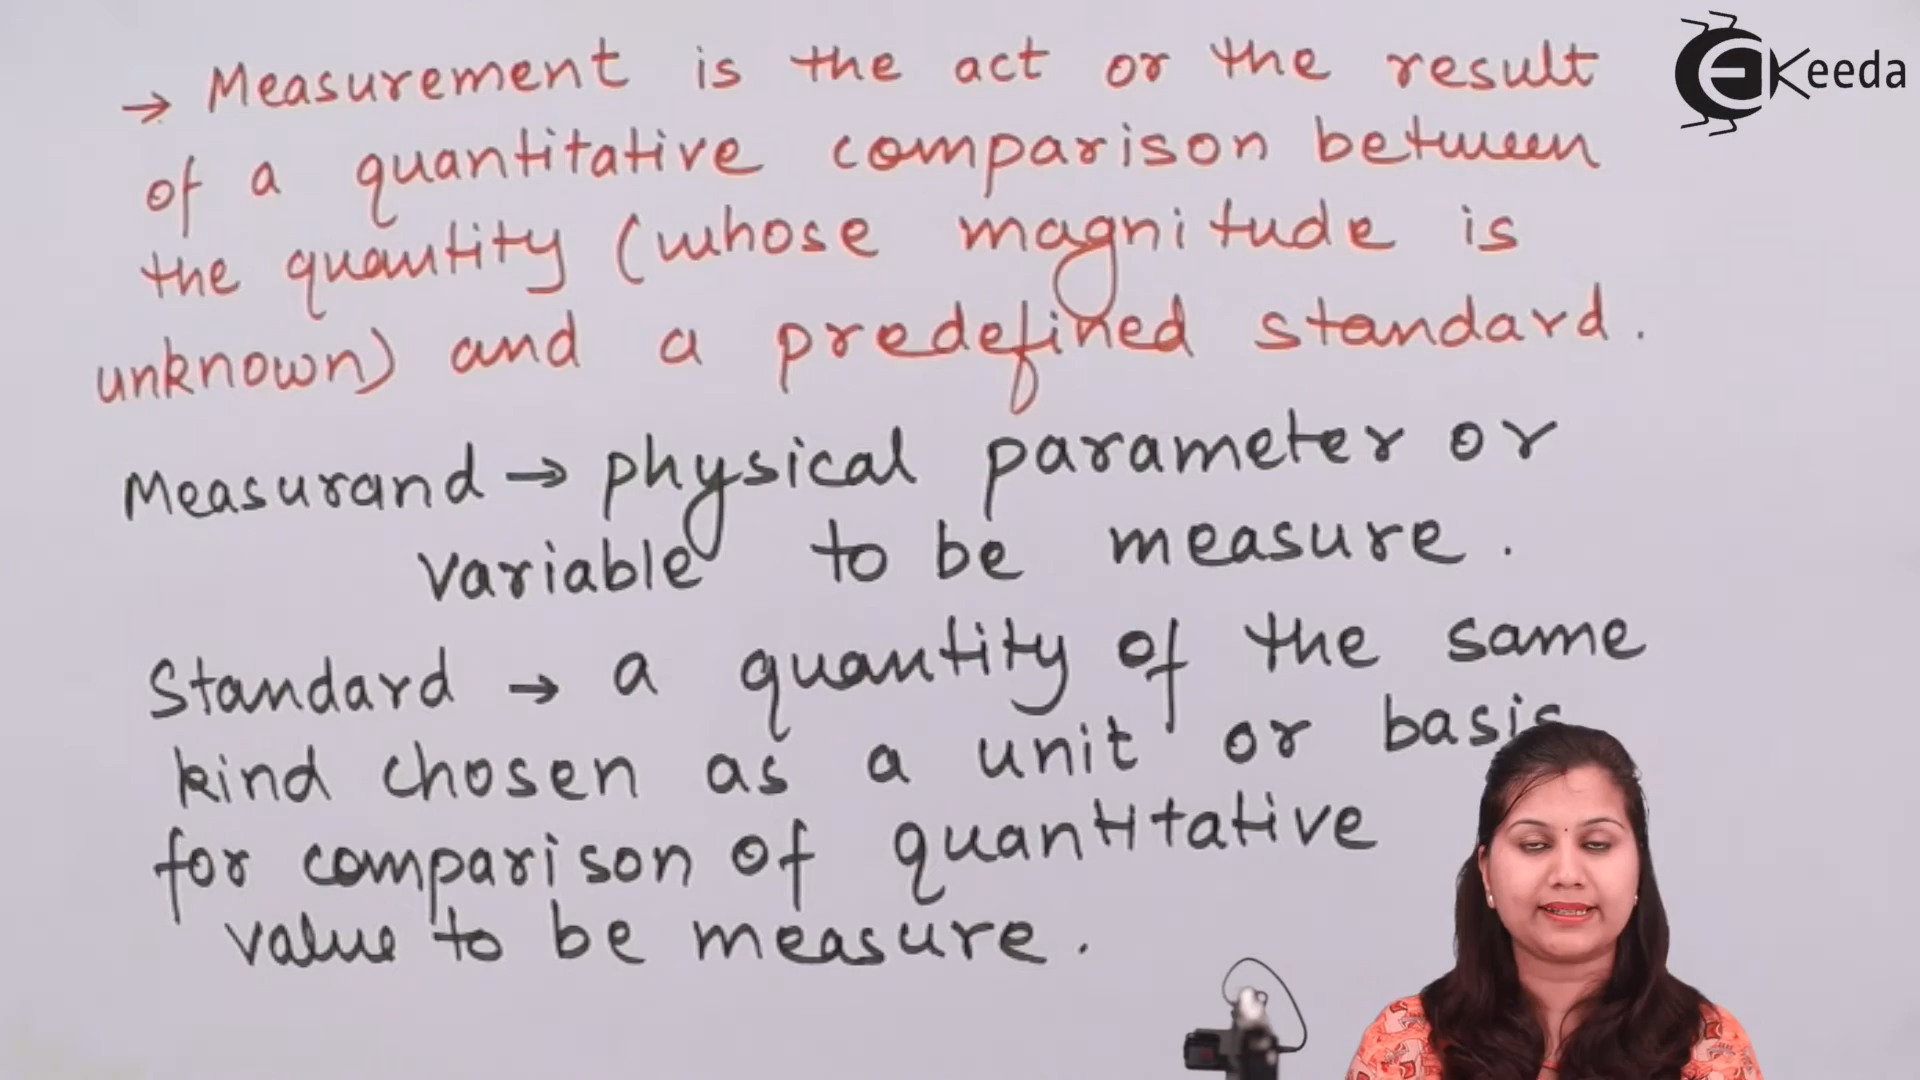 → Measurement is the act or the result
of a quantitative comparison between
the quantity (whose magnitude is
unknown) and a predefined standard.
Measurand → physical parameter or
variable to be measure.
Standard → a quantity of the same
kind chosen as a unit or basis
for comparison of quantitative
value to be measure.
EKeeda